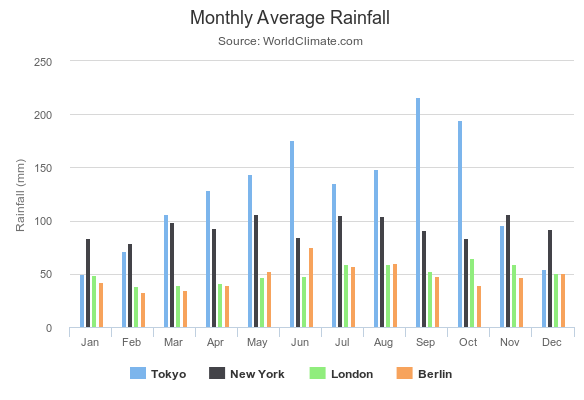 Monthly Average Rainfall
Source: WorldClimate.com
Rainfall (mm)
250
200
150
100
50
0
Jan Feb Mar Apr May Jun Jul Aug Sep Oct Nov Dec
Tokyo New York London Berlin